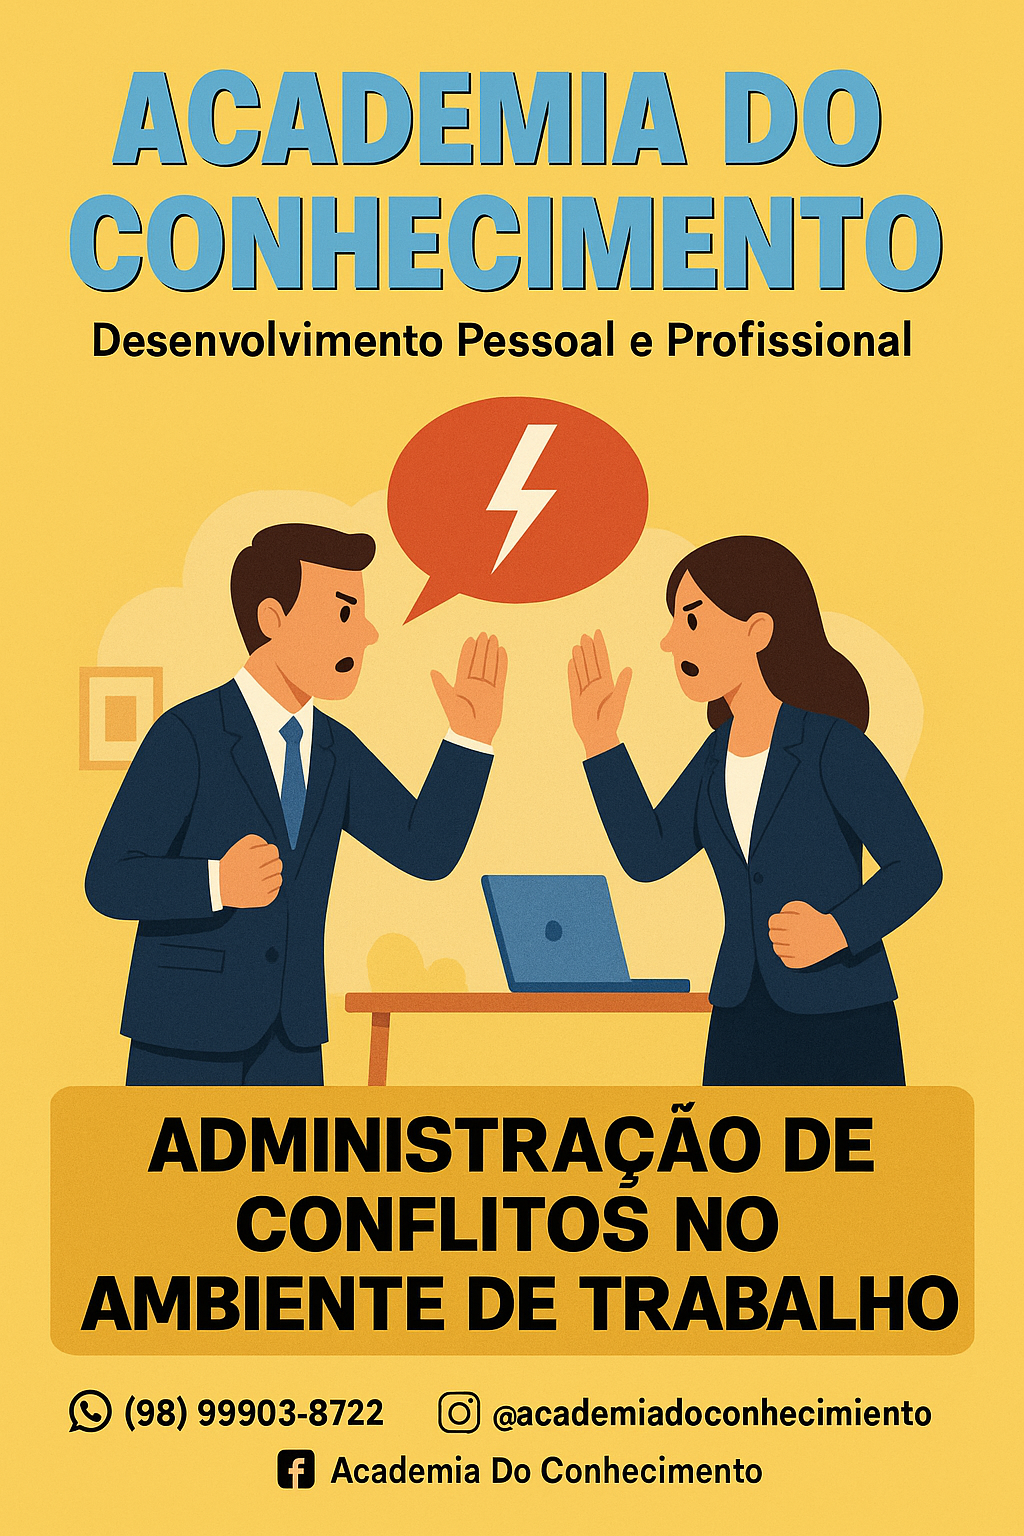 ACADEMIA DO
CONHECIMENTO
Desenvolvimento Pessoal e Profissional
ADMINISTRAÇÃO DE
CONFLITOS NO
AMBIENTE DE TRABALHO
(98) 99903-8722 @academiadoconhecimiento
Academia Do Conhecimento